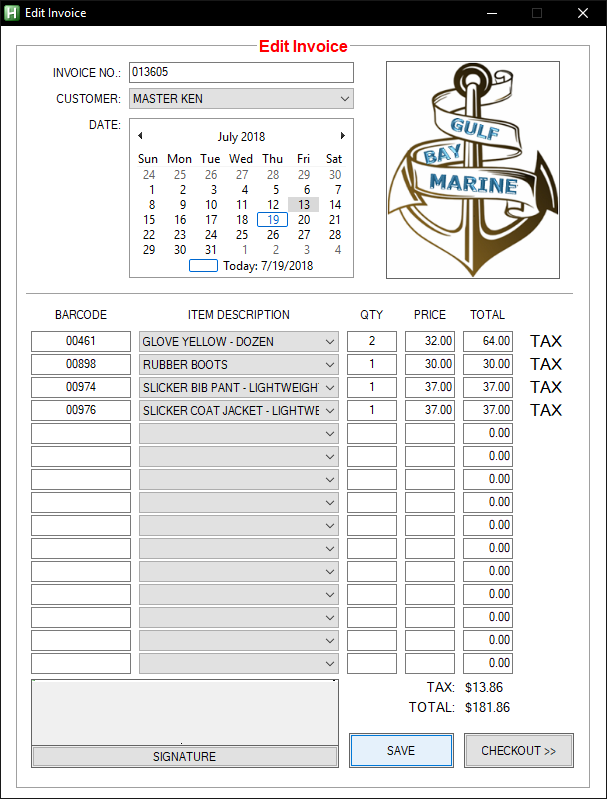 Edit Invoice
Edit Invoice
INVOICE NO.: 013605
CUSTOMER: MASTER KEN
DATE:
July 2018
Sun Mon Tue Wed Thu Fri Sat
24 25 26 27 28 29 30
1 2 3 4 5 6 7
8 9 10 11 12 13 14
15 16 17 18 19 20 21
22 23 24 25 26 27 28
29 30 31 1 2 3 4
Today: 7/19/2018
GULF
BAY
MARINE
BARCODE ITEM DESCRIPTION QTY PRICE TOTAL
00461 GLOVE YELLOW - DOZEN 2 32.00 64.00 TAX
00898 RUBBER BOOTS 1 30.00 30.00 TAX
00974 SLICKER BIB PANT - LIGHTWEIGH 1 37.00 37.00 TAX
00976 SLICKER COAT JACKET - LIGHTWE 1 37.00 37.00 TAX
0.00
0.00
0.00
0.00
0.00
0.00
0.00
0.00
0.00
0.00
0.00
TAX: $13.86
TOTAL: $181.86
SIGNATURE
SAVE
CHECKOUT >>